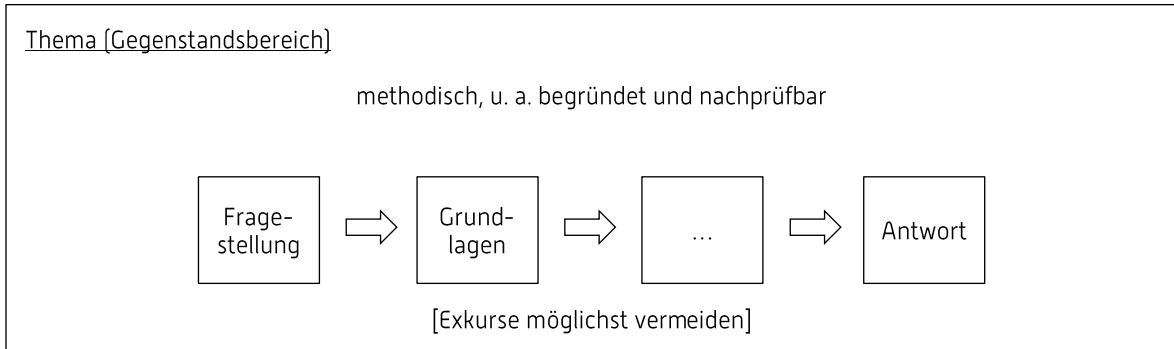 Thema (Gegenstandsbereich)
methodisch, u. a. begründet und nachprüfbar
Frage-
stellung
Grund-
lagen
...
Antwort
[Exkurse möglichst vermeiden]